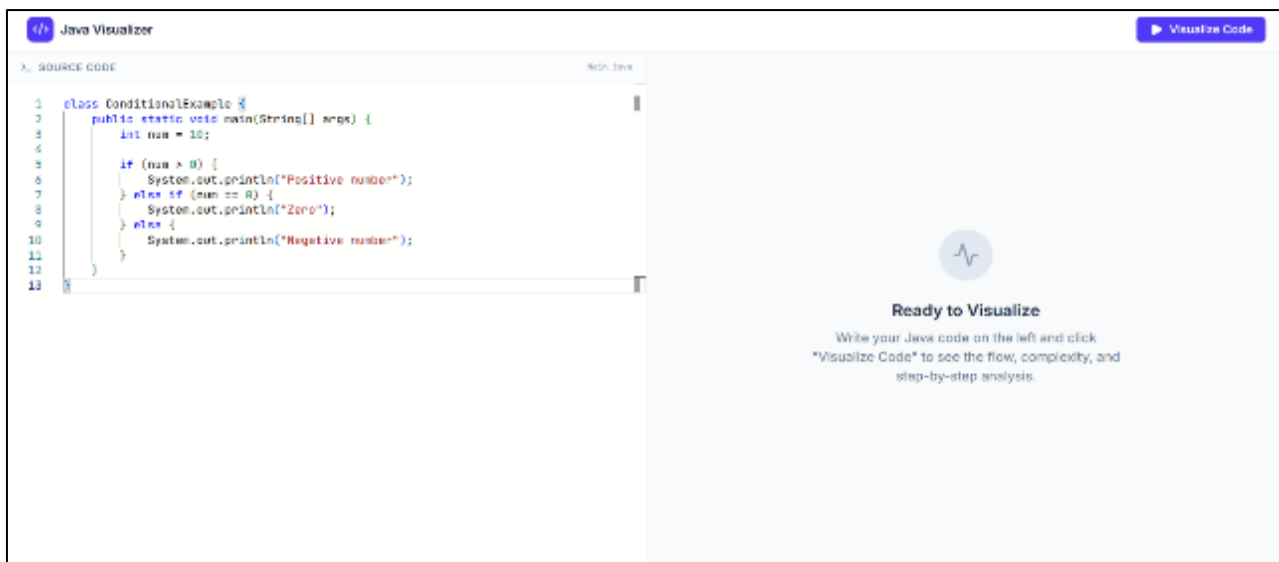 </> Java Visualizer
Visualize Code
SOURCE CODE
Main.java
1 class ConditionalExample {
2 public static void main(String[] args) {
3 int num = 10;
4
5 if (num > 0) {
6 System.out.println("Positive number");
7 } else if (num == 0) {
8 System.out.println("Zero");
9 } else {
10 System.out.println("Negative number");
11 }
12 }
13 }
Ready to Visualize
Write your Java code on the left and click
"Visualize Code" to see the flow, complexity, and
step-by-step analysis.